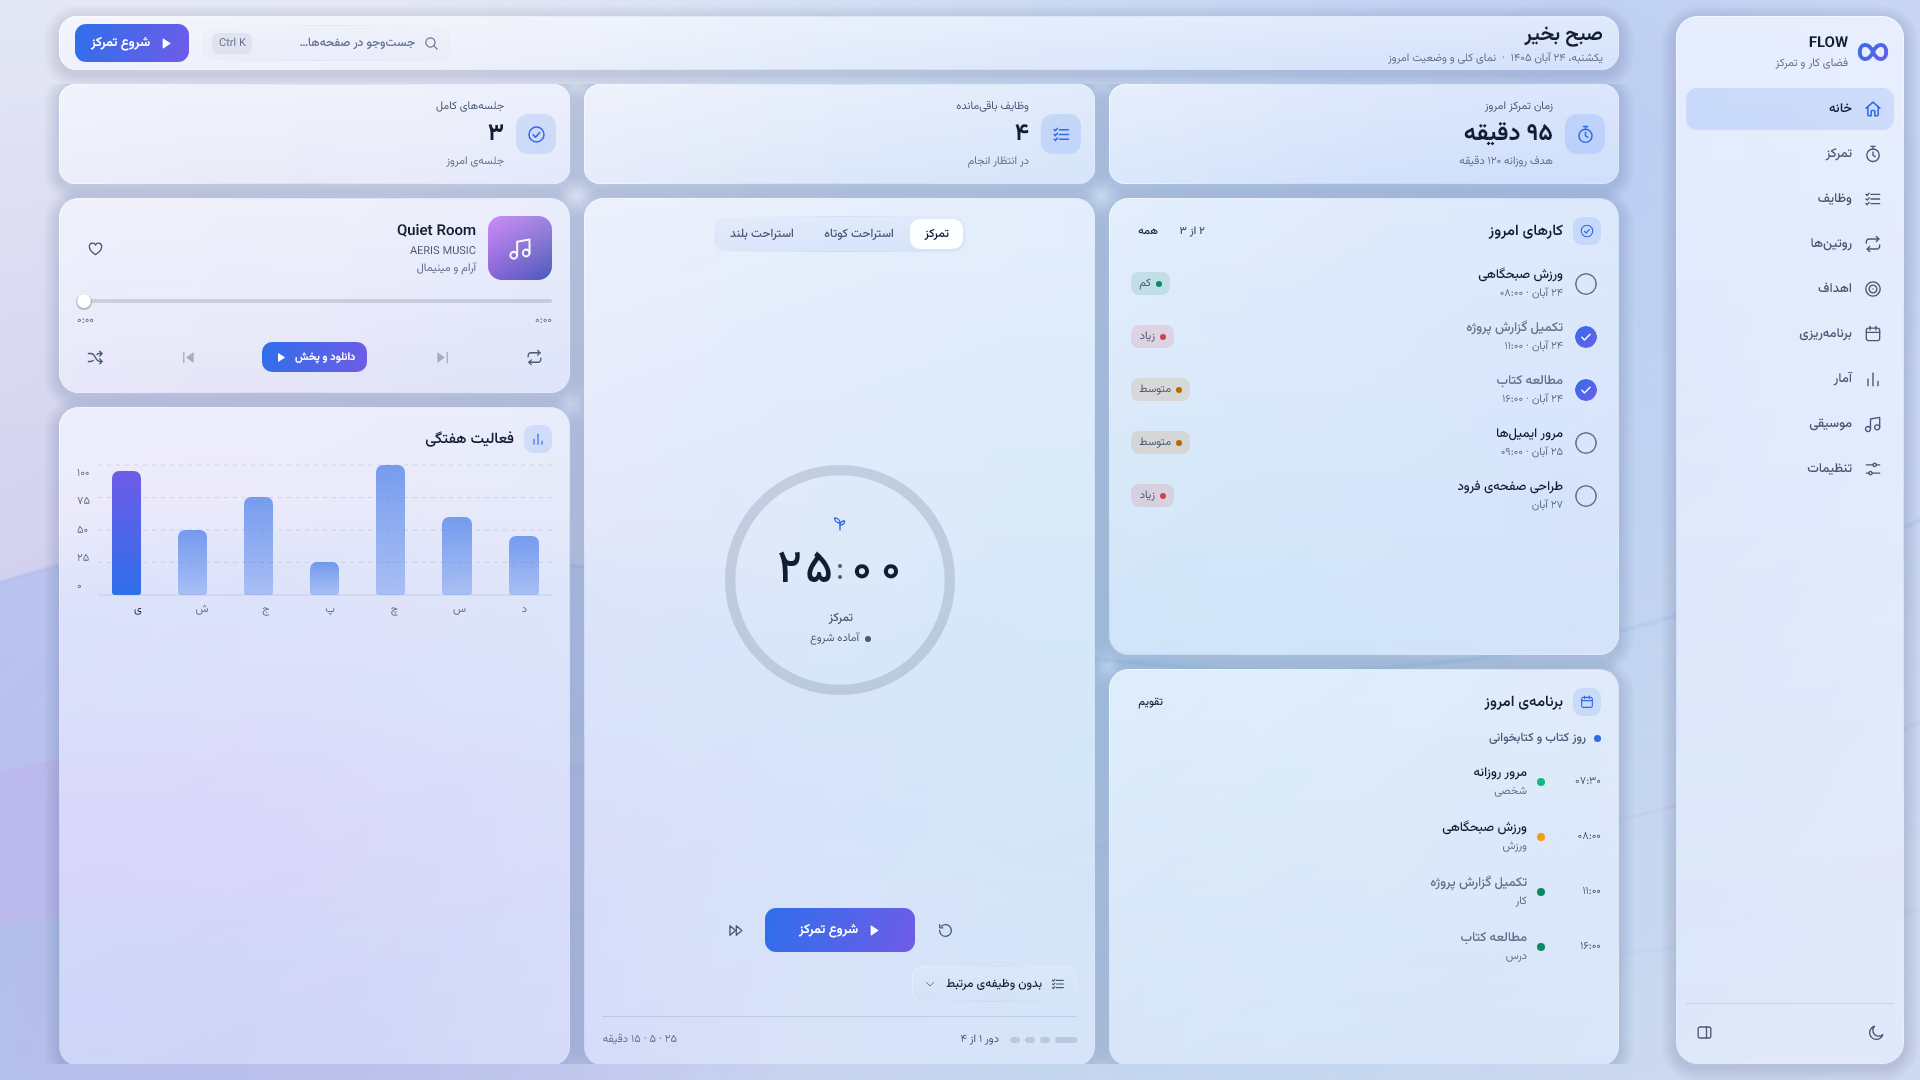 FLOW
فضای کار و تمرکز
خانه
تمرکز
وظایف
روتین‌ها
اهداف
برنامه‌ریزی
آمار
موسیقی
تنظیمات
صبح بخیر
یکشنبه، ۲۴ آبان ۱۴۰۵ · نمای کلی و وضعیت امروز
جست‌وجو در صفحه‌ها...
Ctrl K
شروع تمرکز
زمان تمرکز امروز
۹۵ دقیقه
هدف روزانه ۱۲۰ دقیقه
وظایف باقی‌مانده
۴
در انتظار انجام
جلسه‌های کامل
۳
جلسه‌ی امروز
کارهای امروز
۲ از ۳
همه
ورزش صبحگاهی
۲۴ آبان · ۰۸:۰۰
کم
تکمیل گزارش پروژه
۲۴ آبان · ۱۱:۰۰
زیاد
مطالعه کتاب
۲۴ آبان · ۱۶:۰۰
متوسط
مرور ایمیل‌ها
۲۵ آبان · ۰۹:۰۰
متوسط
طراحی صفحه‌ی فرود
۲۷ آبان
زیاد
برنامه‌ی امروز
تقویم
روز کتاب و کتابخوانی
۰۷:۳۰
مرور روزانه
شخصی
۰۸:۰۰
ورزش صبحگاهی
ورزش
۱۱:۰۰
تکمیل گزارش پروژه
کار
۱۶:۰۰
مطالعه کتاب
درس
تمرکز
استراحت کوتاه
استراحت بلند
۲۵:۰۰
تمرکز
آماده شروع
شروع تمرکز
بدون وظیفه‌ی مرتبط
دور ۱ از ۴
۲۵ · ۵ · ۱۵ دقیقه
Quiet Room
AERIS MUSIC
آرام و مینیمال
۰:۰۰
۰:۰۰
دانلود و پخش
فعالیت هفتگی
۱۰۰
۷۵
۵۰
۲۵
۰
د
س
چ
پ
ج
ش
ی